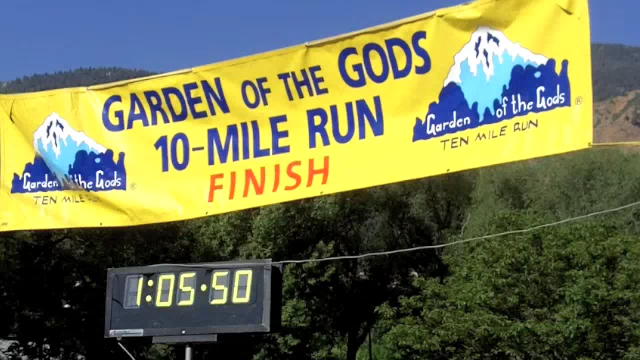 GARDEN OF THE GODS
10-MILE RUN
FINISH
Garden of the Gods
TEN MILE RUN
®
Garden of the Gods
TEN MILE
®
1:05:50